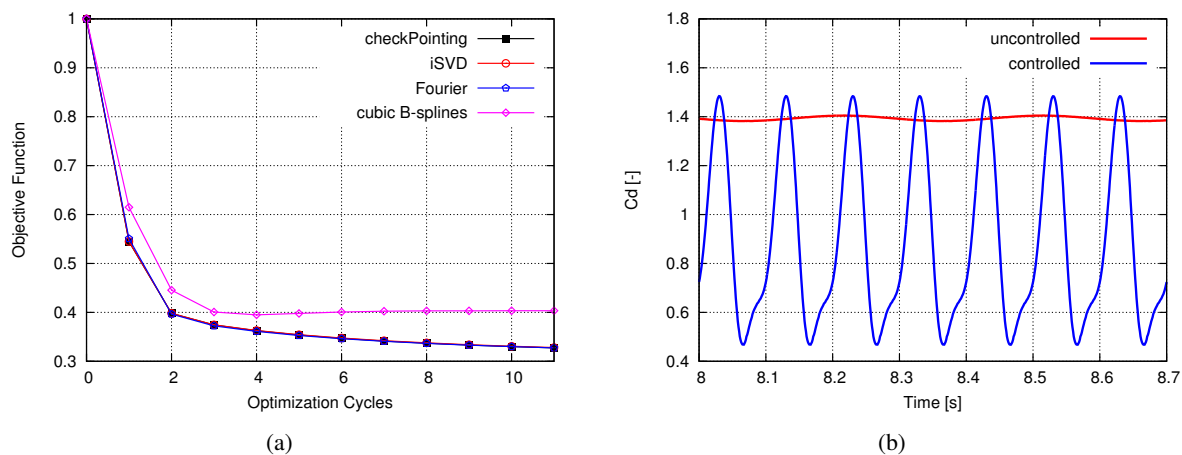 1
0.9
0.8
0.7
0.6
0.5
0.4
0.3
0 2 4 6 8 10
Objective Function
Optimization Cycles
checkPointing
iSVD
Fourier
cubic B-splines
(a)
1.8
1.6
1.4
1.2
1
0.8
0.6
0.4
8 8.1 8.2 8.3 8.4 8.5 8.6 8.7
Cd [-]
Time [s]
uncontrolled
controlled
(b)